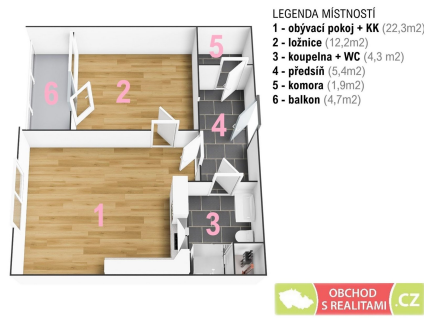 LEGENDA MÍSTNOSTÍ
1 - obývací pokoj + KK (22,3m2)
2 - ložnice (12,2m2)
3 - koupelna + WC (4,3 m2)
4 - předsíň (5,4m2)
5 - komora (1,9m2)
6 - balkon (4,7m2)
5
6
2
4
1
3
OBCHOD
S REALITAMI
.CZ